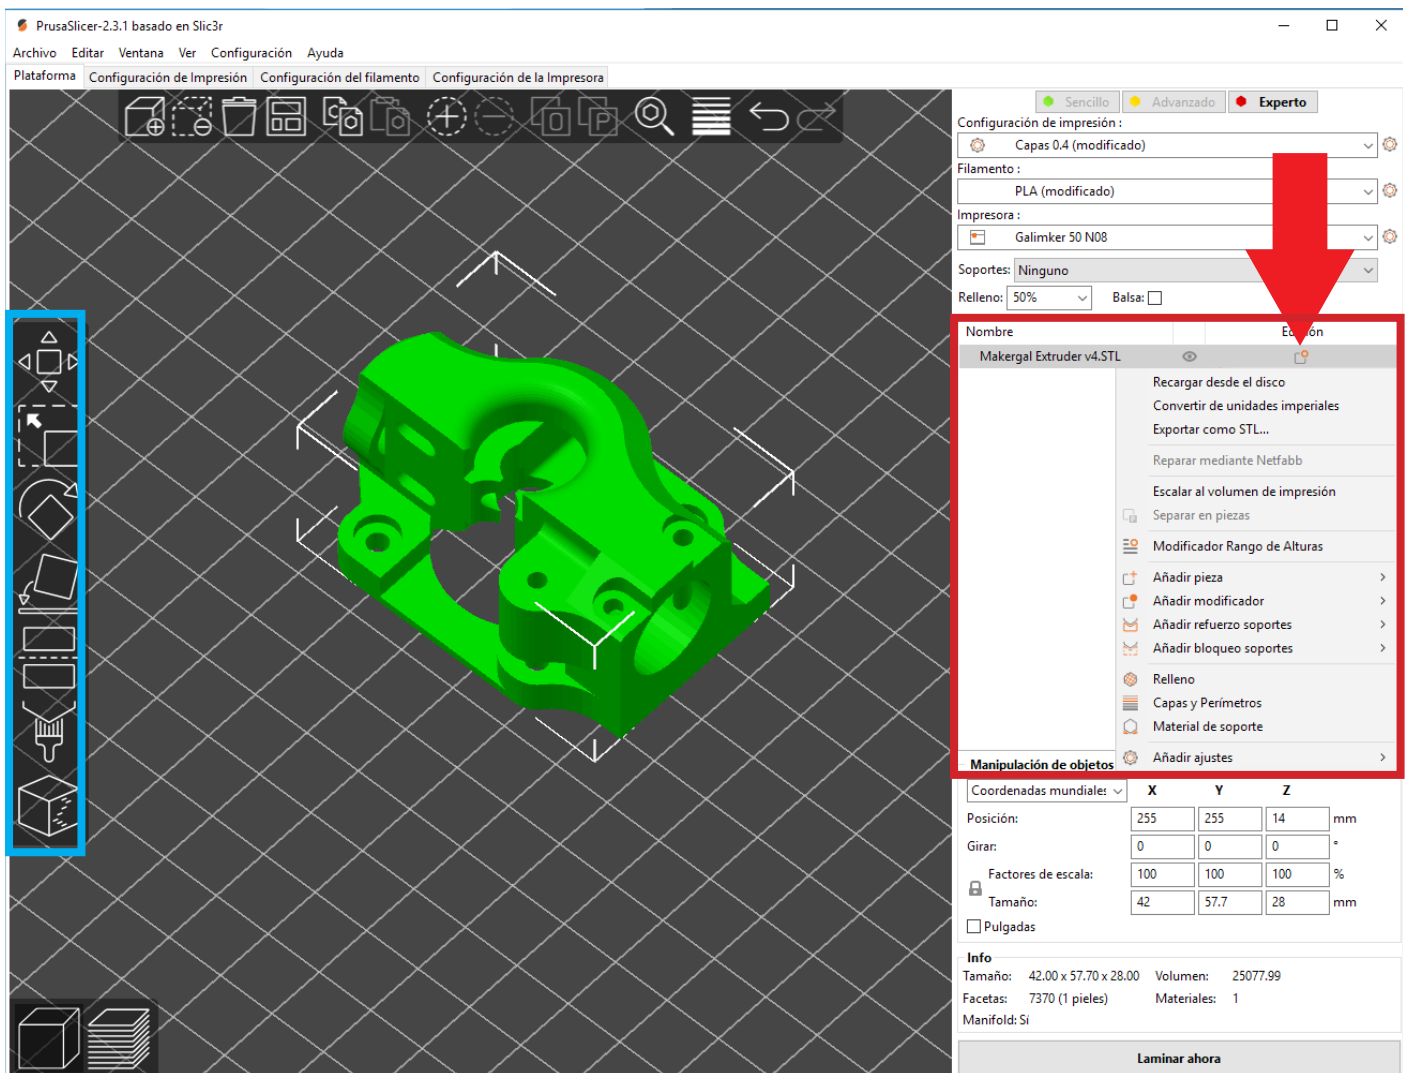 PrusaSlicer-2.3.1 basado en Slic3r
Archivo Editar Ventana Ver Configuración Ayuda
Plataforma Configuración de Impresión Configuración del filamento Configuración de la Impresora
Sencillo Advanzado Experto
Configuración de impresión :
Capas 0.4 (modificado)
Filamento :
PLA (modificado)
Impresora :
Galimker 50 N08
Soportes: Ninguno
Relleno: 50% Balsa:
Nombre
Makergal Extruder v4.STL
Recargar desde el disco
Convertir de unidades imperiales
Exportar como STL...
Reparar mediante Netfabb
Escalar al volumen de impresión
Separar en piezas
Modificador Rango de Alturas
Añadir pieza
Añadir modificador
Añadir refuerzo soportes
Añadir bloqueo soportes
Relleno
Capas y Perímetros
Material de soporte
Añadir ajustes
Manipulación de objetos
Coordenadas mundiales X Y Z
Posición: 255 255 14 mm
Girar: 0 0 0 °
Factores de escala: 100 100 100 %
Tamaño: 42 57.7 28 mm
Pulgadas
Info
Tamaño: 42.00 x 57.70 x 28.00 Volumen: 25077.99
Facetas: 7370 (1 pieles) Materiales: 1
Manifold: Sí
Laminar ahora